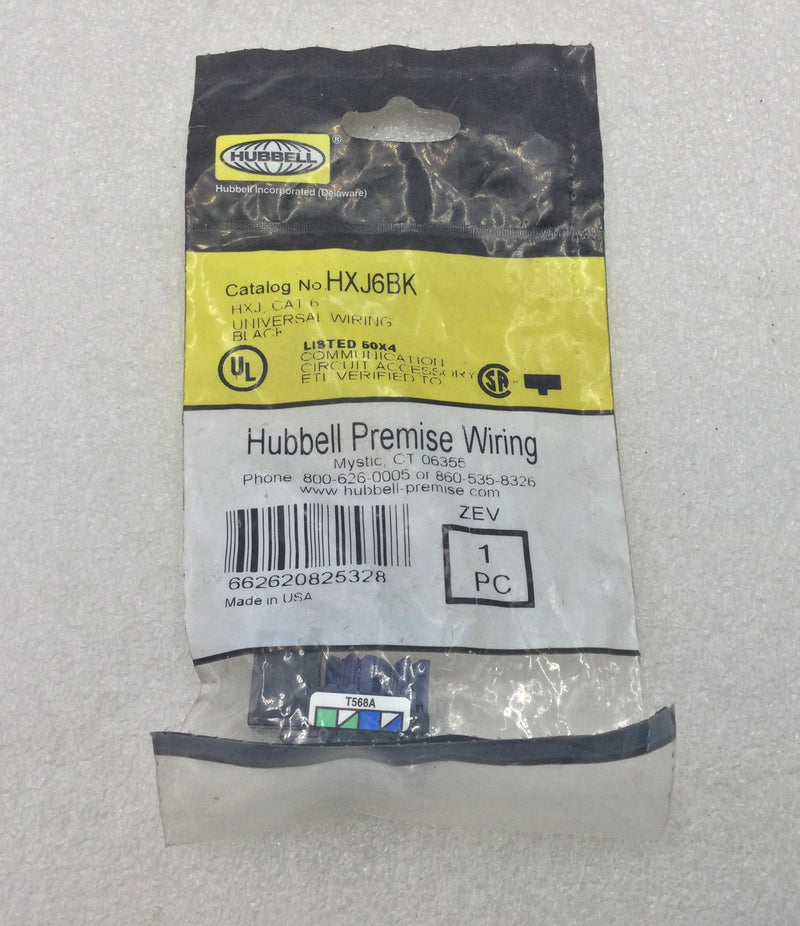 HUBBELL®
Hubbell Incorporated (Delaware)
Catalog No. HXJ6BK
HXJ, CAT 6
UNIVERSAL WIRING
BLACK
UL
LISTED 60X4
COMMUNICATION
CIRCUIT ACCESSORY
ETL VERIFIED TO
Hubbell Premise Wiring
Mystic, CT 06355
Phone 800-626-0005 or 860-535-8326
www.hubbell-premise.com
ZEV
1
PC
662620825328
Made in USA
T568A